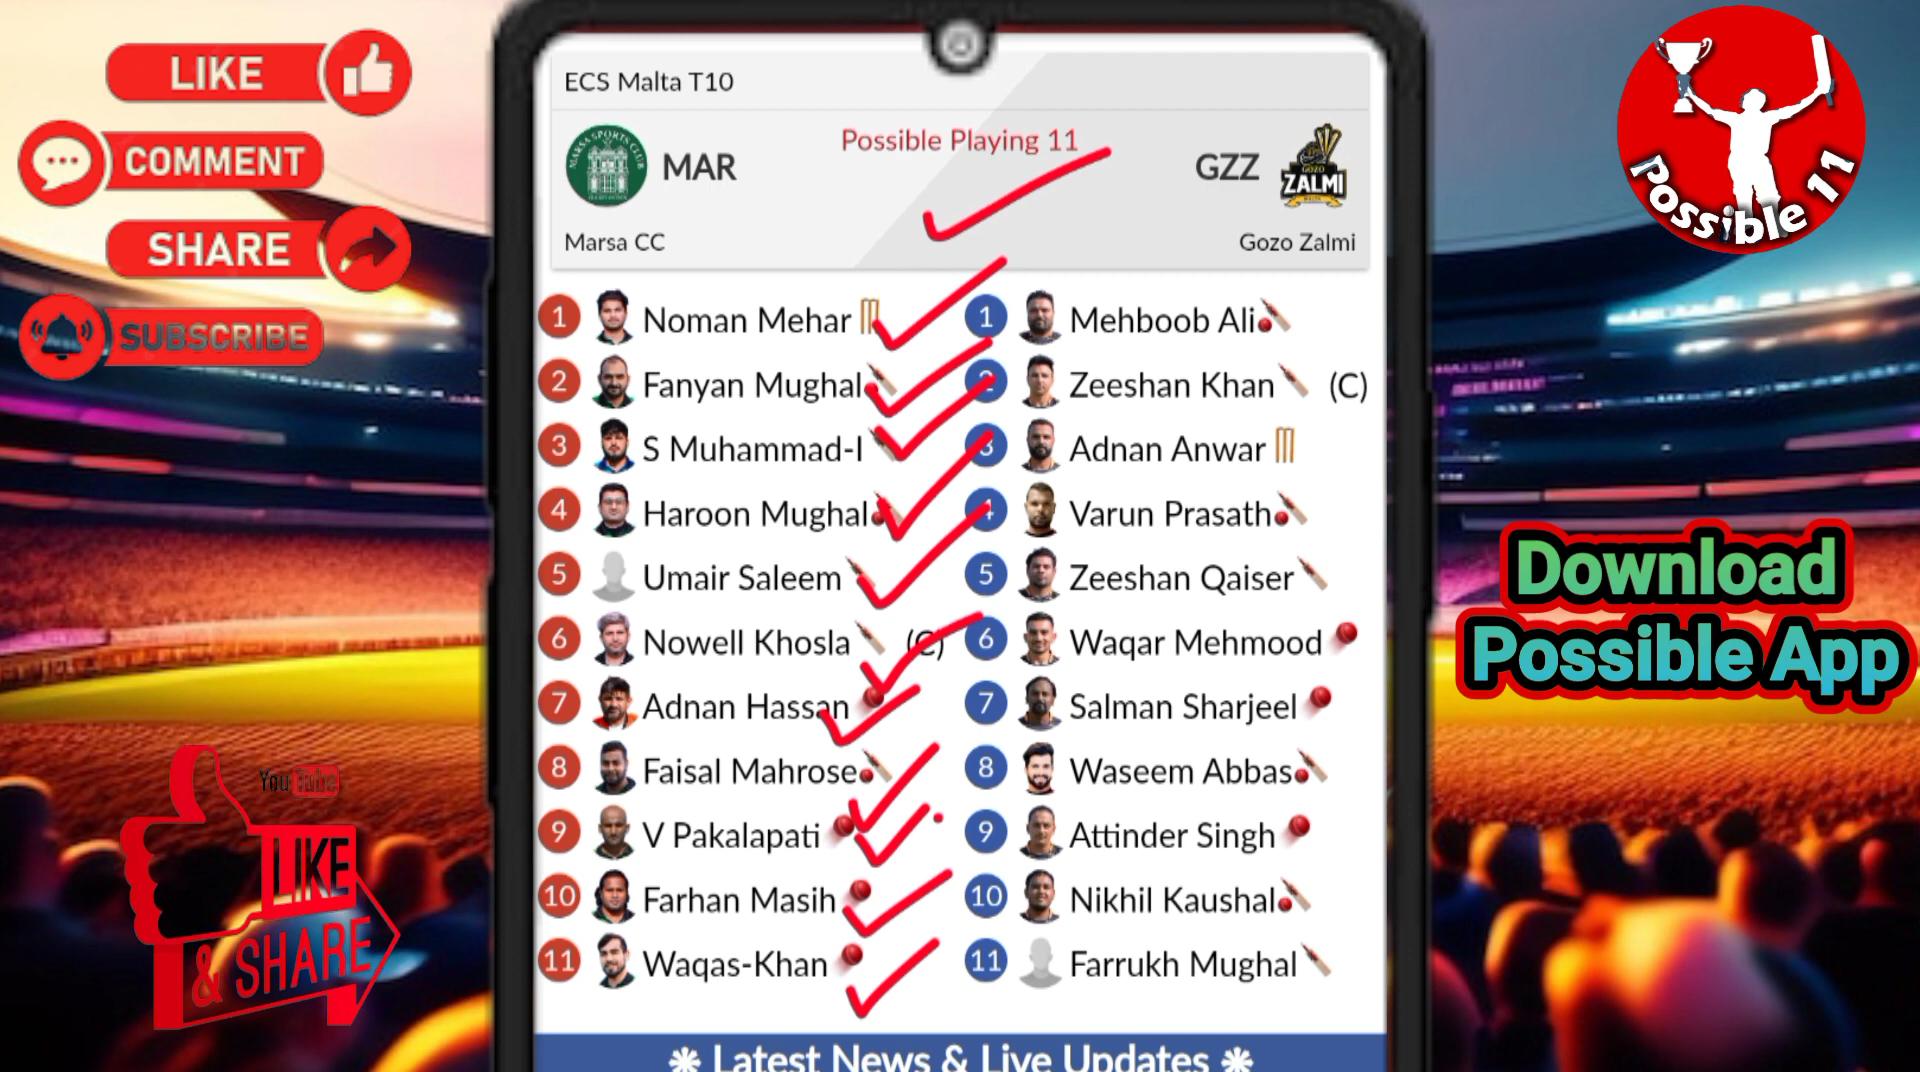 LIKE
COMMENT
SHARE
SUBSCRIBE
YouTube
LIKE
& SHARE
ECS Malta T10
Possible Playing 11
MARSA SPORTS CLUB
MAR
GZZ
GOZO
ZALMI
Marsa CC
Gozo Zalmi
1 Noman Mehar
2 Fanyan Mughal
3 S Muhammad-I
4 Haroon Mughal
5 Umair Saleem
6 Nowell Khosla (C)
7 Adnan Hassan
8 Faisal Mahrose
9 V Pakalapati
10 Farhan Masih
11 Waqas-Khan
1 Mehboob Ali
2 Zeeshan Khan (C)
3 Adnan Anwar
4 Varun Prasath
5 Zeeshan Qaiser
6 Waqar Mehmood
7 Salman Sharjeel
8 Waseem Abbas
9 Attinder Singh
10 Nikhil Kaushal
11 Farrukh Mughal
❋ Latest News & Live Updates ❋
Possible 11
Download
Possible App